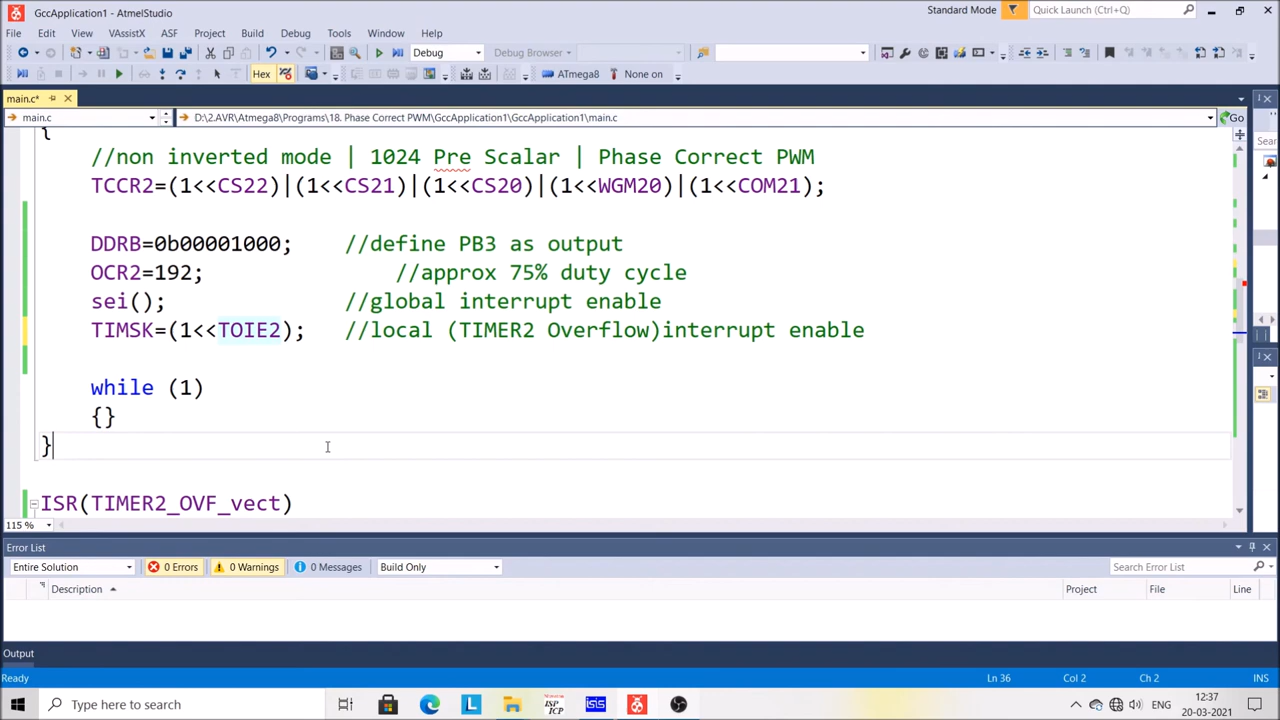 GccApplication1 - AtmelStudio
Standard Mode
Quick Launch (Ctrl+Q)
File Edit View VAssistX ASF Project Build Debug Tools Window Help
Debug
Debug Browser
Hex
ATmega8
None on
main.c*
main.c
D:\2.AVR\Atmega8\Programs\18. Phase Correct PWM\GccApplication1\GccApplication1\main.c
Go
{
//non inverted mode | 1024 Pre Scalar | Phase Correct PWM
TCCR2=(1<<CS22)|(1<<CS21)|(1<<CS20)|(1<<WGM20)|(1<<COM21);
DDRB=0b00001000; //define PB3 as output
OCR2=192; //approx 75% duty cycle
sei(); //global interrupt enable
TIMSK=(1<<TOIE2); //local (TIMER2 Overflow)interrupt enable
while (1)
{}
}
ISR(TIMER2_OVF_vect)
115 %
Sear
Error List
Entire Solution
0 Errors
0 Warnings
0 Messages
Build Only
Search Error List
Description
Project
File
Line
Output
Ready
Ln 36
Col 2
Ch 2
INS
Type here to search
L
ISP
ICP
isis
ENG
12:37
20-03-2021